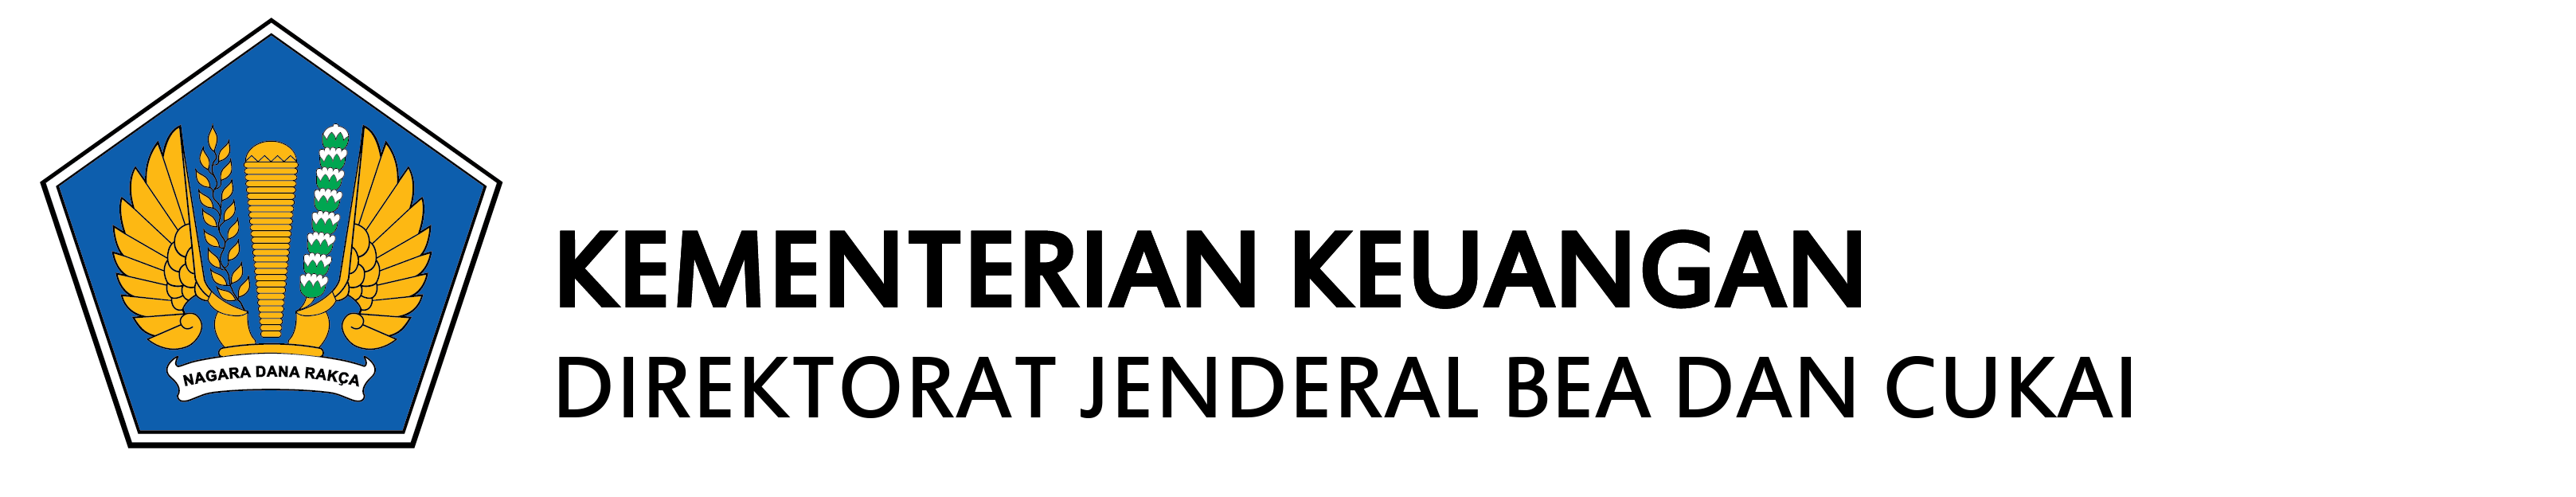 NAGARA DANA RAKÇA
KEMENTERIAN KEUANGAN
DIREKTORAT JENDERAL BEA DAN CUKAI